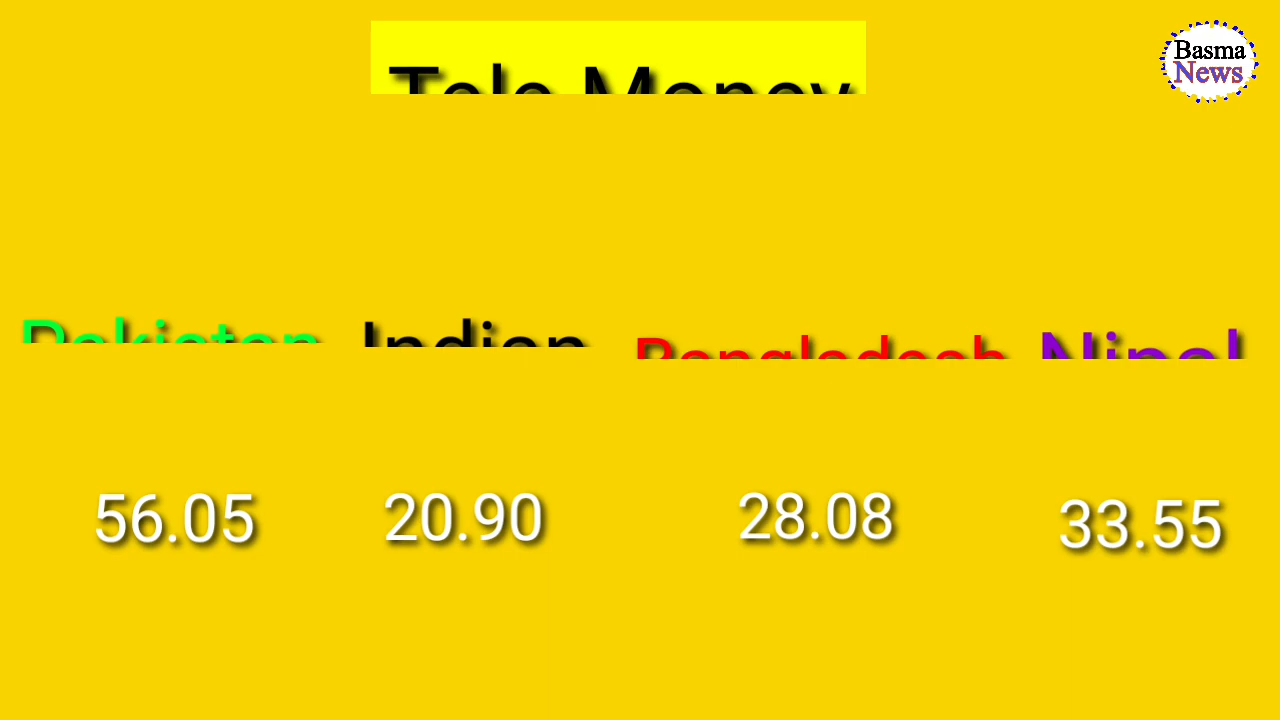 Basma
News
Tele Money
Pakistan Indian Bangladesh Nipal
56.05 20.90 28.08 33.55